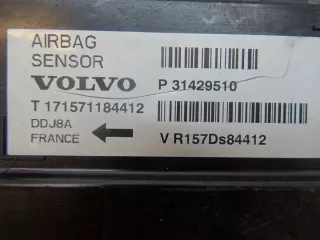 AIRBAG
SENSOR
VOLVO P 31429510
T 171571184412
DDJ8A
FRANCE V R157Ds84412